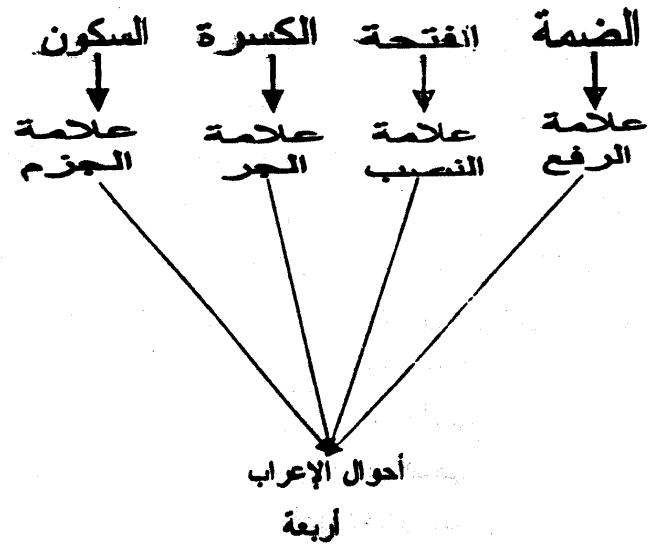 الضمة الفتحة الكسرة السكون
علامة علامة علامة علامة
الرفع النصب الجر الجزم
أحوال الإعراب
أربعة